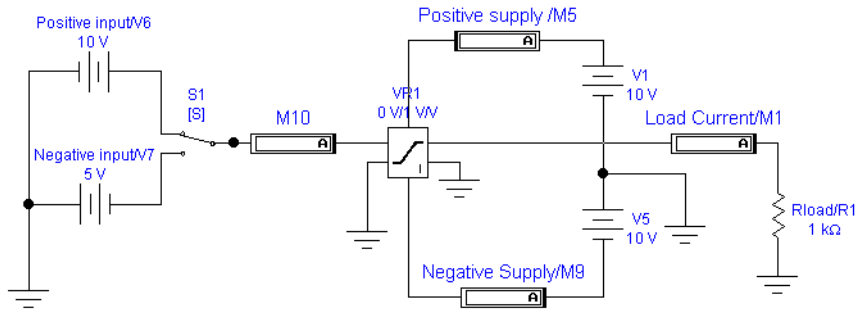 Positive supply /M5
Positive input/V6
10 V
S1
[S]
M10
A
VR1
0 V/1 V/V
I
A
V1
10 V
Load Current/M1
A
Negative input/V7
5 V
V5
10 V
Rload/R1
1 kΩ
Negative Supply/M9
A